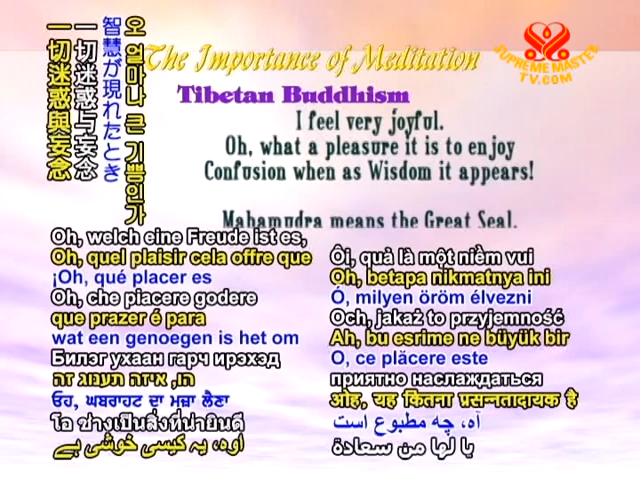 一切迷惑與妄念
一切迷惑与妄念
智慧が現れたとき
오 얼마나 큰 기쁨인가
The Importance of Meditation
SUPREME MASTER
TV.COM
Tibetan Buddhism
I feel very joyful.
Oh, what a pleasure it is to enjoy
Confusion when as Wisdom it appears!
Mahamudra means the Great Seal.
Oh, welch eine Freude ist es,
Oh, quel plaisir cela offre que
¡Oh, qué placer es
Oh, che piacere godere
que prazer é para
wat een genoegen is het om
Билэг ухаан гарч ирэхэд
הו, איזה תענוג זה
ਓਹ, ਘਬਰਾਹਟ ਦਾ ਮਜ਼ਾ ਲੈਣਾ
โอ ช่างเป็นสิ่งที่น่ายินดี
اوہ، یہ کیسی خوشی ہے
Ôi, quả là một niềm vui
Oh, betapa nikmatnya ini
Ó, milyen öröm élvezni
Och, jakaż to przyjemność
Ah, bu esrime ne büyük bir
O, ce plăcere este
приятно наслаждаться
ओह, यह कितना प्रसन्नतादायक है
آه، چه مطبوع است
يا لها من سعادة